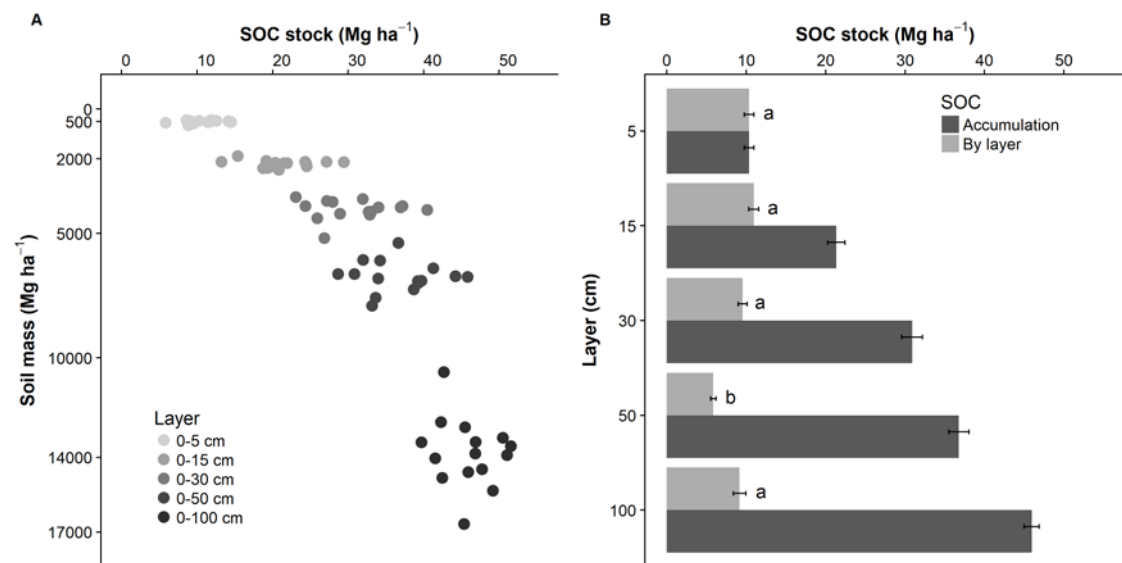 A
SOC stock (Mg ha⁻¹)
0 10 20 30 40 50
0
500
2000
5000
10000
14000
17000
Soil mass (Mg ha⁻¹)
Layer
0-5 cm
0-15 cm
0-30 cm
0-50 cm
0-100 cm
B
SOC stock (Mg ha⁻¹)
0 10 20 30 40 50
Layer (cm)
5
15
30
50
100
a
a
a
b
a
SOC
Accumulation
By layer